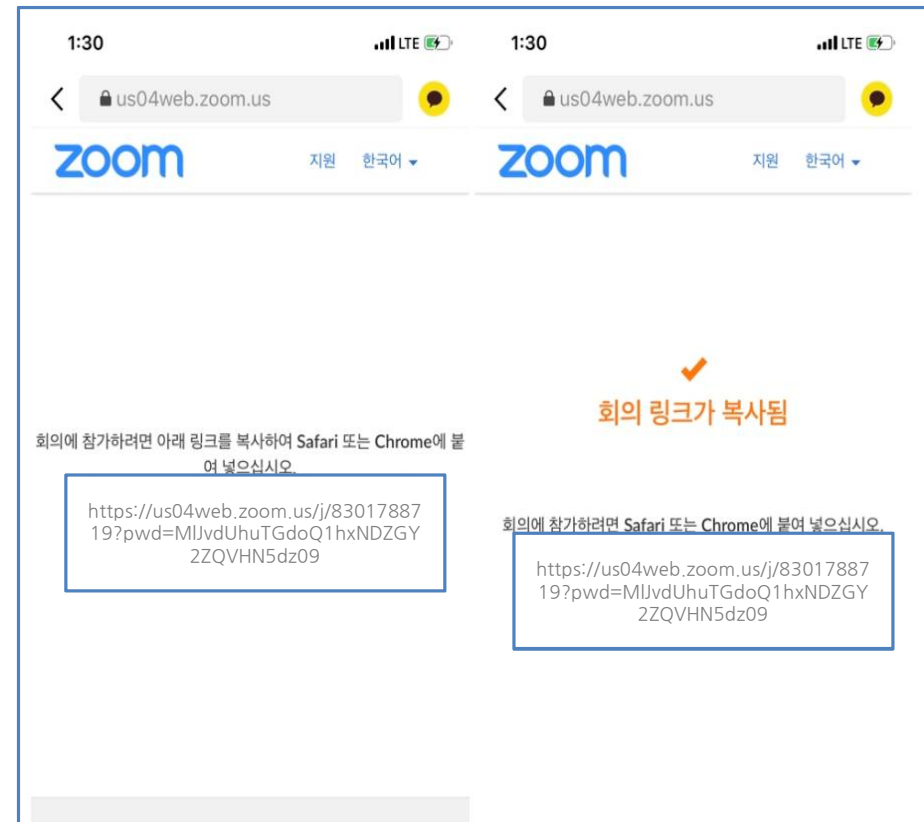 1:30
LTE
us04web.zoom.us
zoom
지원
한국어
회의에 참가하려면 아래 링크를 복사하여 Safari 또는 Chrome에 붙
여 넣으십시오.
https://us04web.zoom.us/j/83017887
19?pwd=MlJvdUhuTGdoQ1hxNDZGY
2ZQVHN5dz09
1:30
LTE
us04web.zoom.us
zoom
지원
한국어
회의 링크가 복사됨
회의에 참가하려면 Safari 또는 Chrome에 붙여 넣으십시오.
https://us04web.zoom.us/j/83017887
19?pwd=MlJvdUhuTGdoQ1hxNDZGY
2ZQVHN5dz09